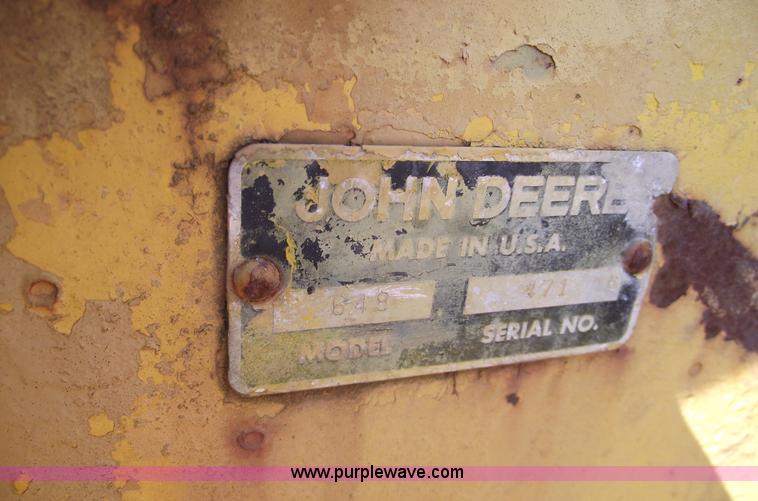 JOHN DEERE
MADE IN U.S.A.
648 471
MODEL SERIAL NO.
www.purplewave.com